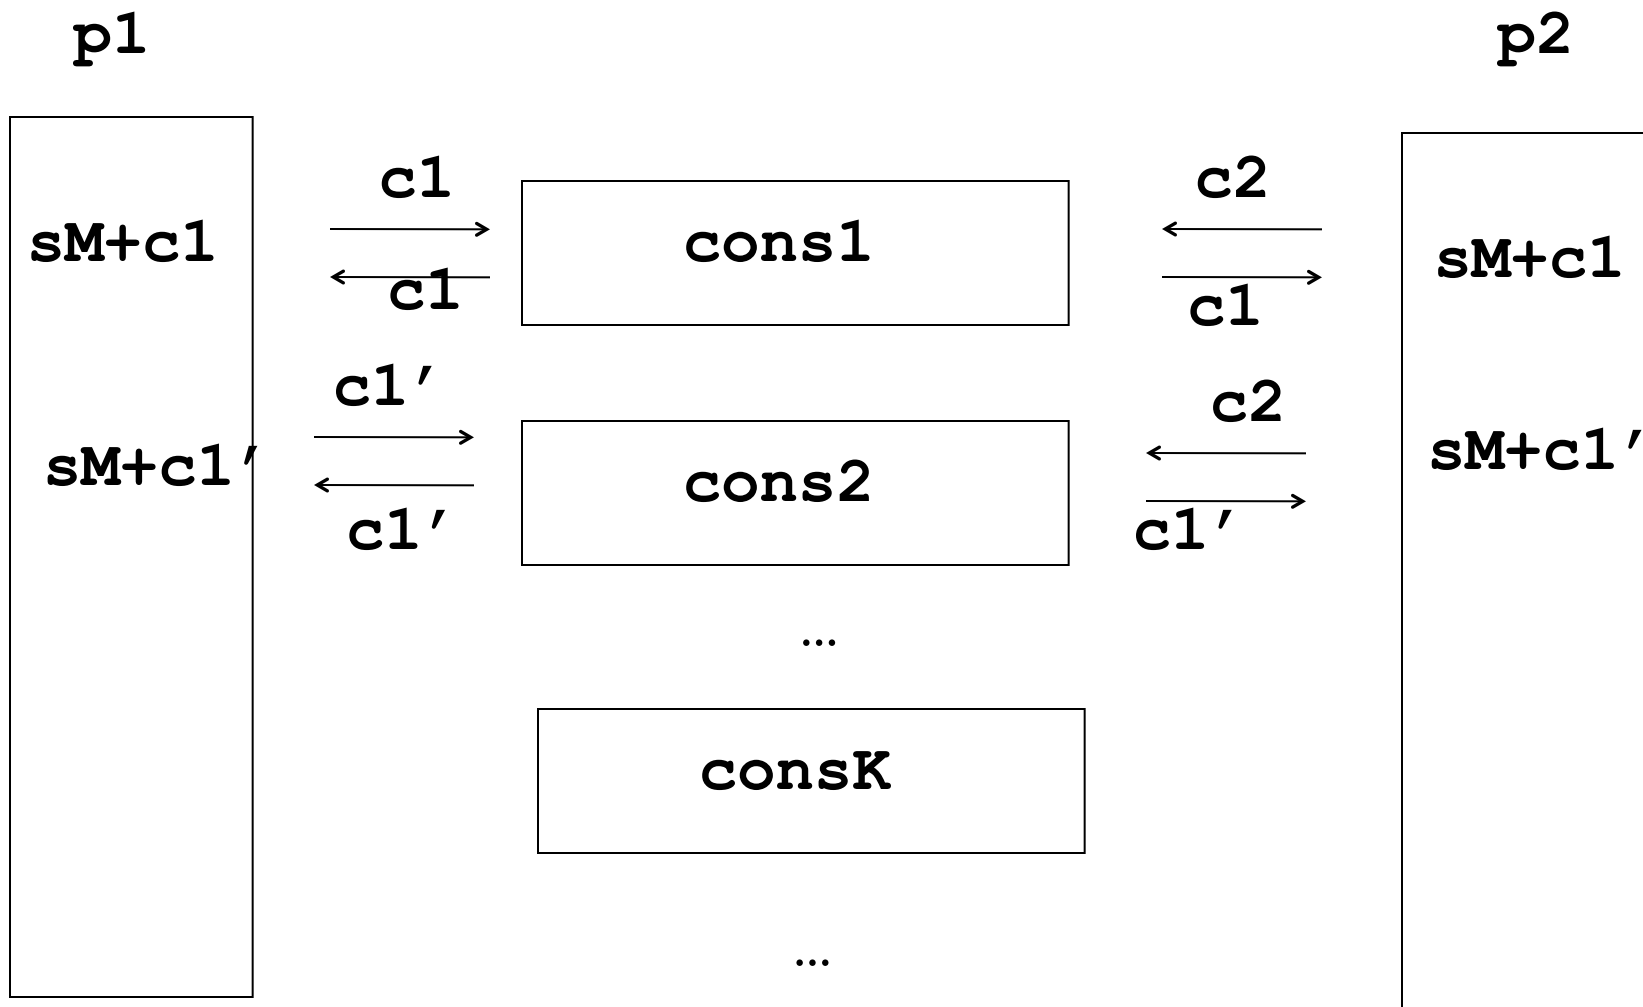 p1
p2
c1
c2
sM+c1
cons1
sM+c1
c1
c1
c1′
c2
sM+c1′
cons2
sM+c1′
c1′
c1′
…
consK
…